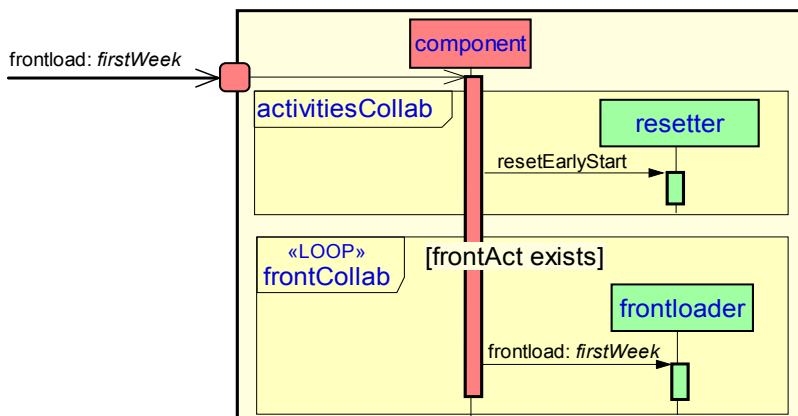 component
frontload: firstWeek
activitiesCollab
resetter
resetEarlyStart
«LOOP»
[frontAct exists]
frontCollab
frontloader
frontload: firstWeek